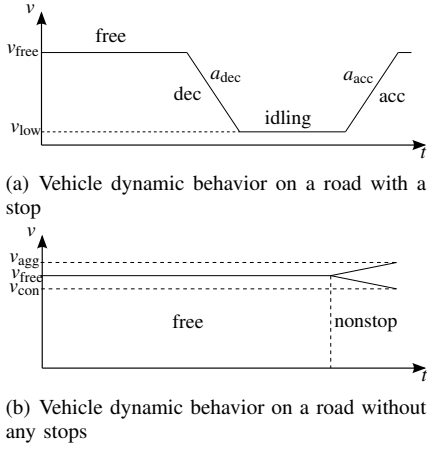 v
free
v_free
a_dec
a_acc
dec
acc
idling
v_low
t
(a) Vehicle dynamic behavior on a road with a
stop
v
v_agg
v_free
v_con
free
nonstop
t
(b) Vehicle dynamic behavior on a road without
any stops